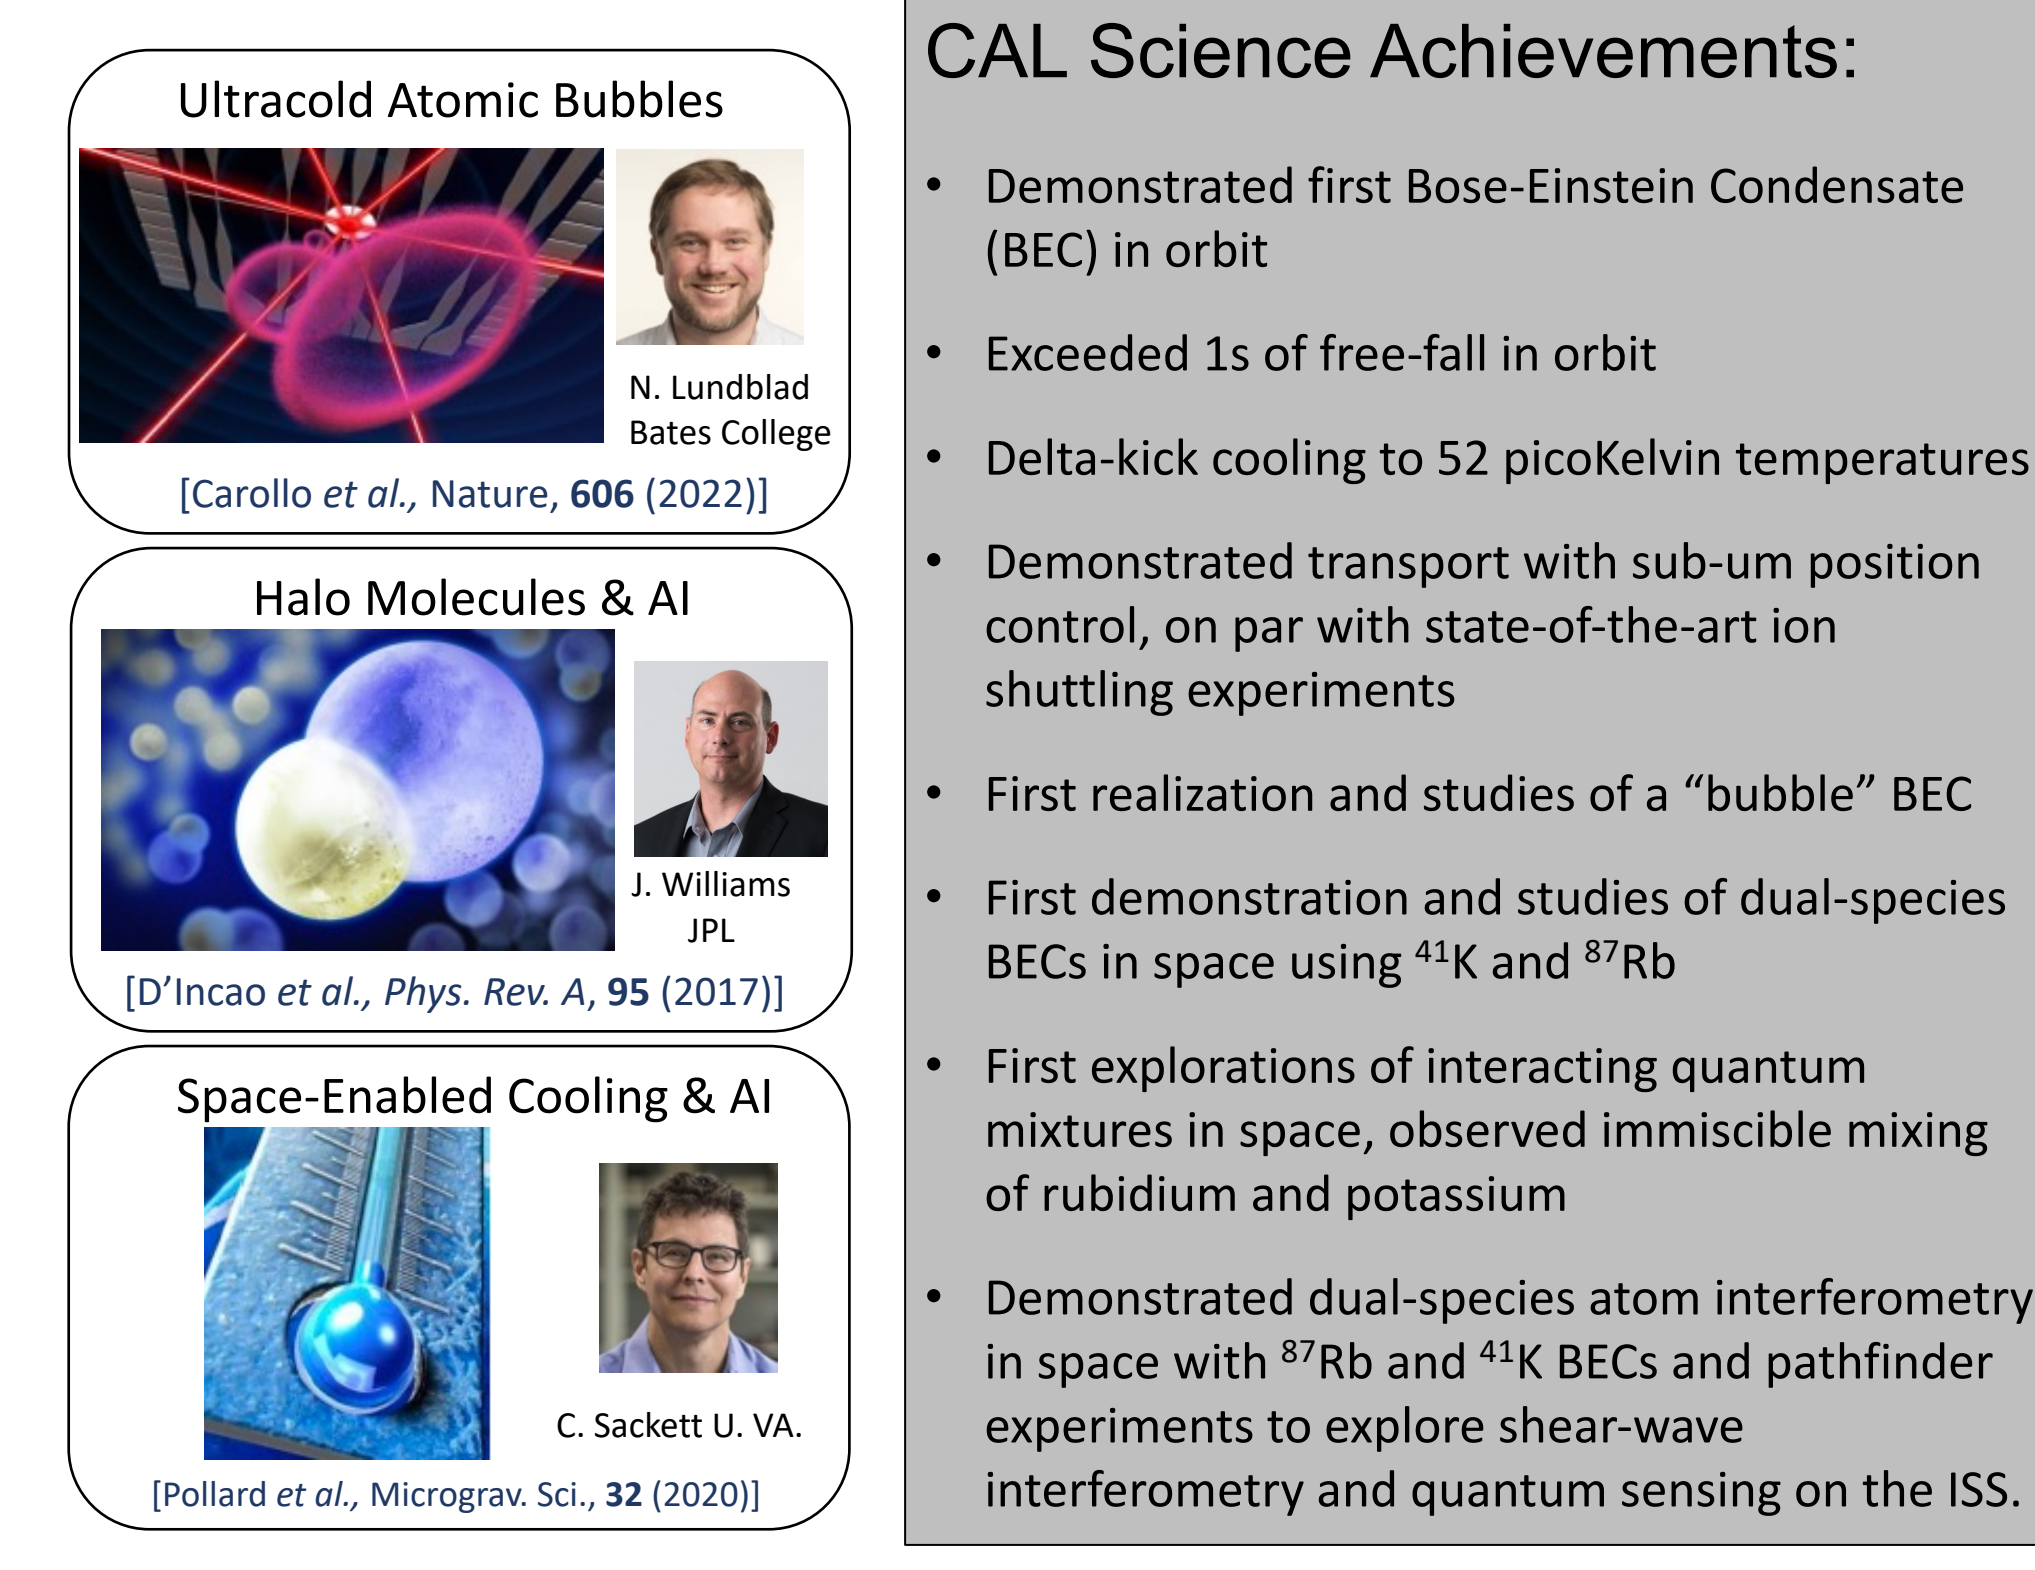 Ultracold Atomic Bubbles
N. Lundblad
Bates College
[Carollo et al., Nature, 606 (2022)]
Halo Molecules & AI
J. Williams
JPL
[D’Incao et al., Phys. Rev. A, 95 (2017)]
Space-Enabled Cooling & AI
C. Sackett U. VA.
[Pollard et al., Microgray. Sci., 32 (2020)]
CAL Science Achievements:
• Demonstrated first Bose-Einstein Condensate
(BEC) in orbit
• Exceeded 1s of free-fall in orbit
• Delta-kick cooling to 52 picoKelvin temperatures
• Demonstrated transport with sub-um position
control, on par with state-of-the-art ion
shuttling experiments
• First realization and studies of a “bubble” BEC
• First demonstration and studies of dual-species
BECs in space using ⁴¹K and ⁸⁷Rb
• First explorations of interacting quantum
mixtures in space, observed immiscible mixing
of rubidium and potassium
• Demonstrated dual-species atom interferometry
in space with ⁸⁷Rb and ⁴¹K BECs and pathfinder
experiments to explore shear-wave
interferometry and quantum sensing on the ISS.